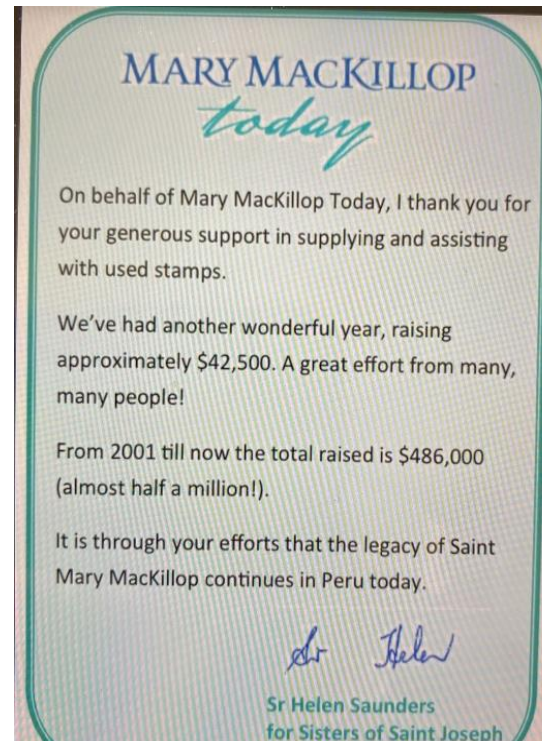 MARY MACKILLOP
today
On behalf of Mary MacKillop Today, I thank you for
your generous support in supplying and assisting
with used stamps.
We've had another wonderful year, raising
approximately $42,500. A great effort from many,
many people!
From 2001 till now the total raised is $486,000
(almost half a million!).
It is through your efforts that the legacy of Saint
Mary MacKillop continues in Peru today.
Sr Helen
Sr Helen Saunders
for Sisters of Saint Joseph